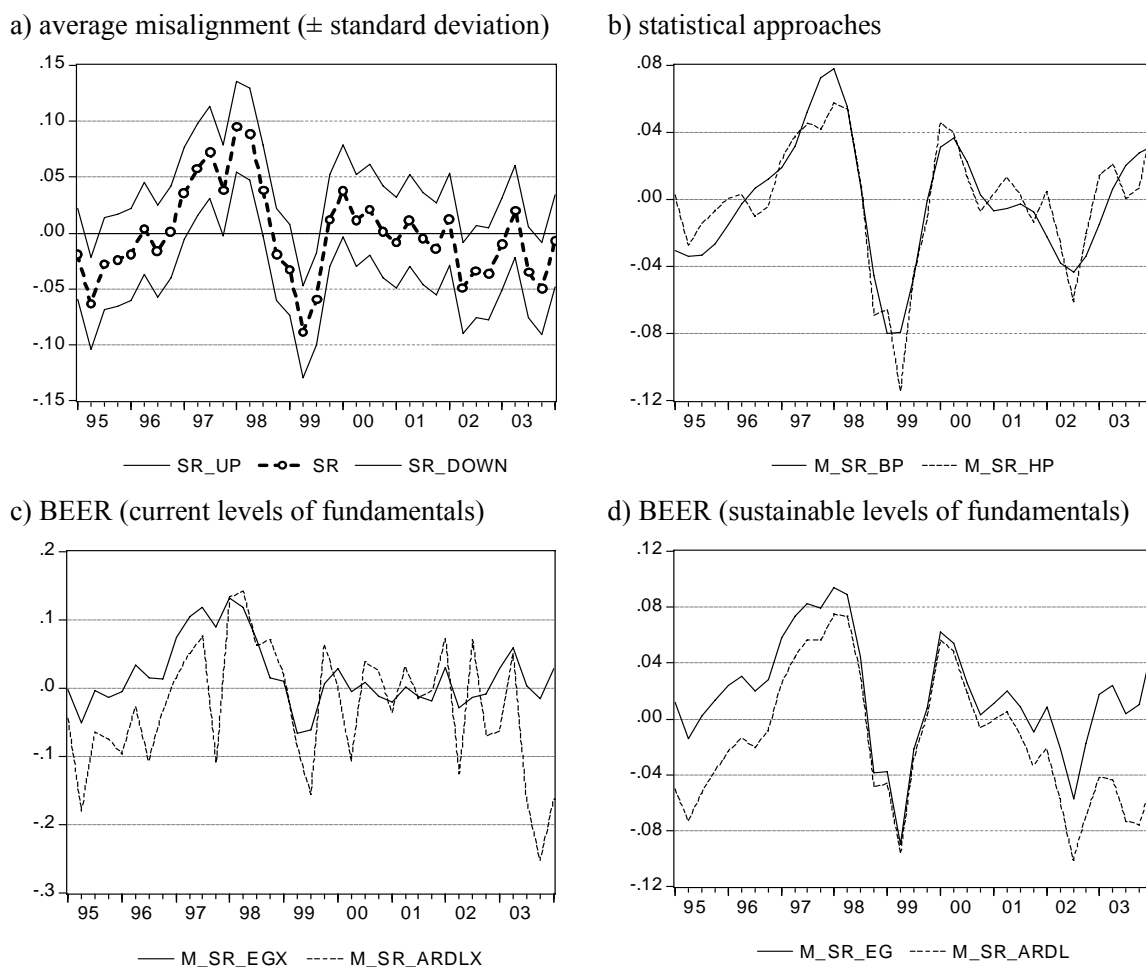 a) average misalignment (± standard deviation)
.15
.10
.05
.00
-.05
-.10
-.15
95 96 97 98 99 00 01 02 03
SR_UP SR SR_DOWN
b) statistical approaches
.08
.04
.00
-.04
-.08
-.12
95 96 97 98 99 00 01 02 03
M_SR_BP M_SR_HP
c) BEER (current levels of fundamentals)
.2
.1
.0
-.1
-.2
-.3
95 96 97 98 99 00 01 02 03
M_SR_EGX M_SR_ARDLX
d) BEER (sustainable levels of fundamentals)
.12
.08
.04
.00
-.04
-.08
-.12
95 96 97 98 99 00 01 02 03
M_SR_EG M_SR_ARDL